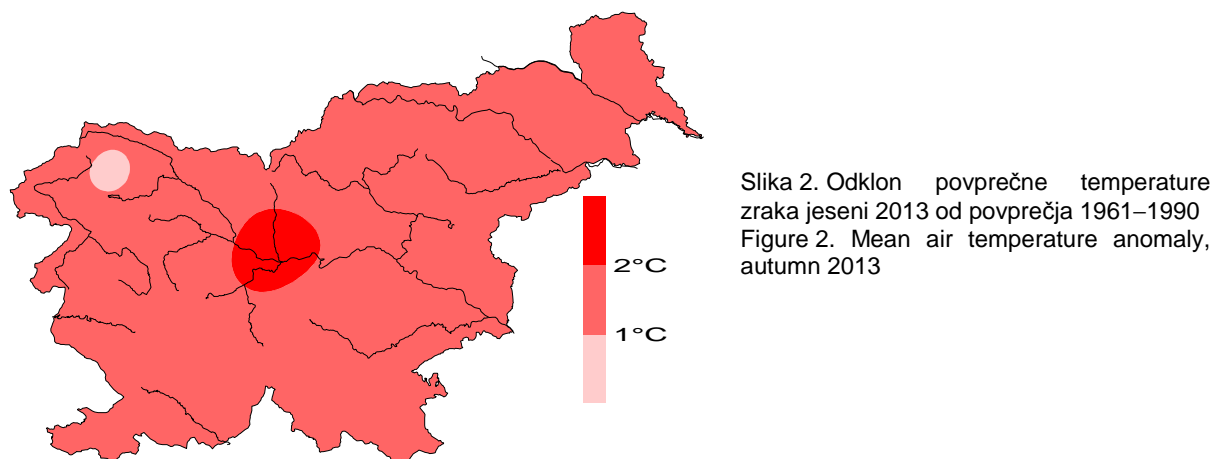 Slika 2. Odklon povprečne temperature
zraka jeseni 2013 od povprečja 1961–1990
Figure 2. Mean air temperature anomaly,
autumn 2013
2°C
1°C